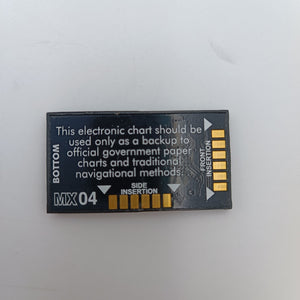 This electronic chart should be
used only as a backup to
official government paper
charts and traditional
navigational methods.
BOTTOM
FRONT
INSERTION
SIDE
INSERTION
MX04